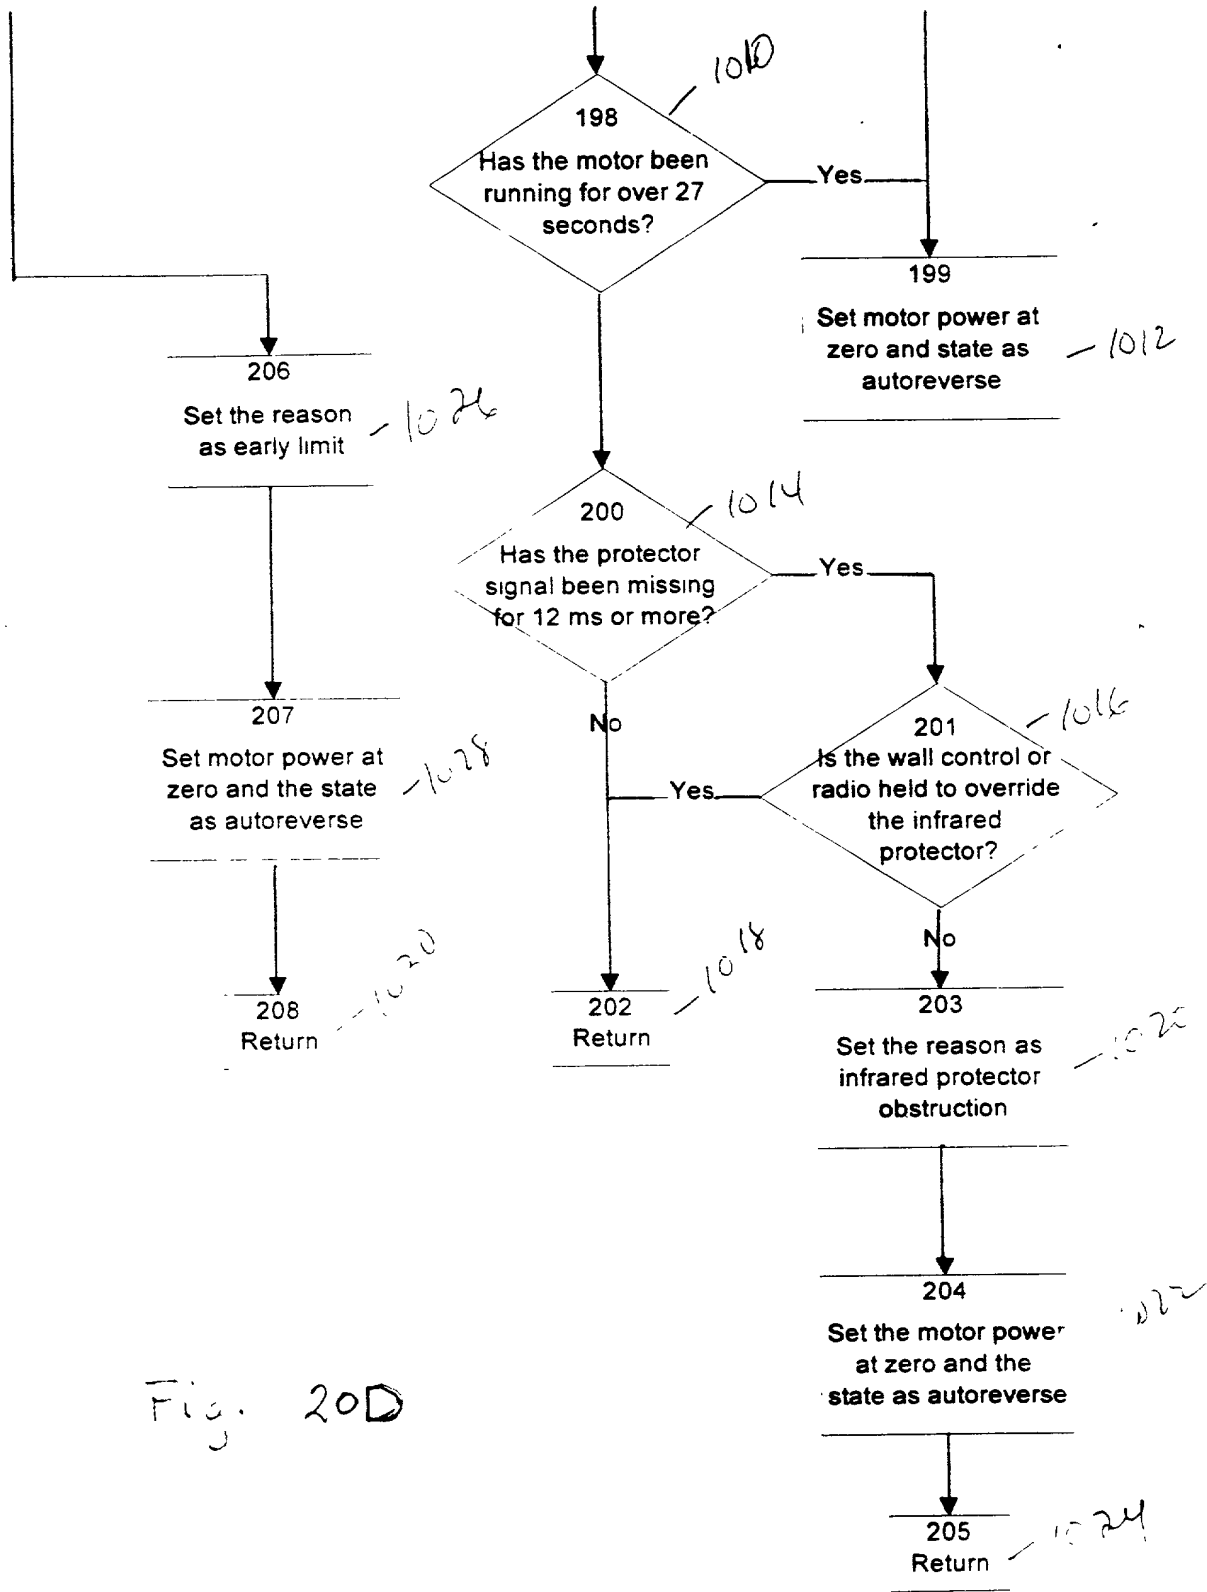 1010
198
Has the motor been
running for over 27
seconds?
Yes
199
Set motor power at
zero and state as
autoreverse
1012
206
Set the reason
as early limit
1026
200
Has the protector
signal been missing
for 12 ms or more?
1014
Yes
No
207
Set motor power at
zero and the state
as autoreverse
1028
201
Is the wall control or
radio held to override
the infrared
protector?
1016
Yes
No
208
Return
1020
202
Return
1018
203
Set the reason as
infrared protector
obstruction
1020
204
Set the motor power
at zero and the
state as autoreverse
1022
Fig. 20D
205
Return
1024